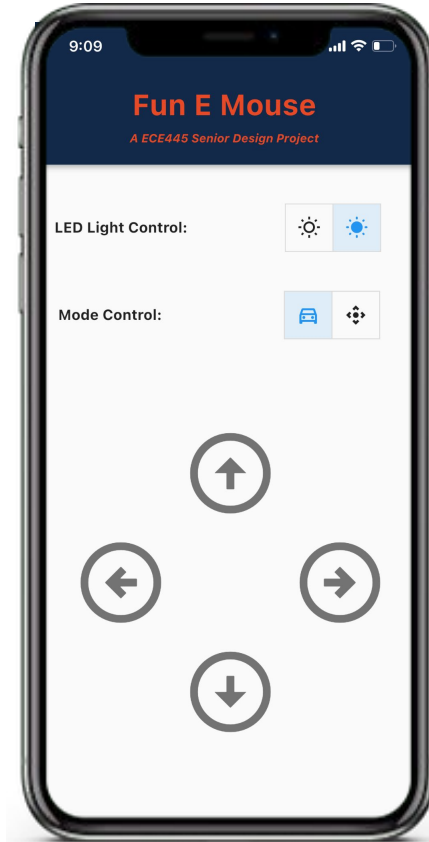 9:09
Fun E Mouse
A ECE445 Senior Design Project
LED Light Control:
Mode Control: